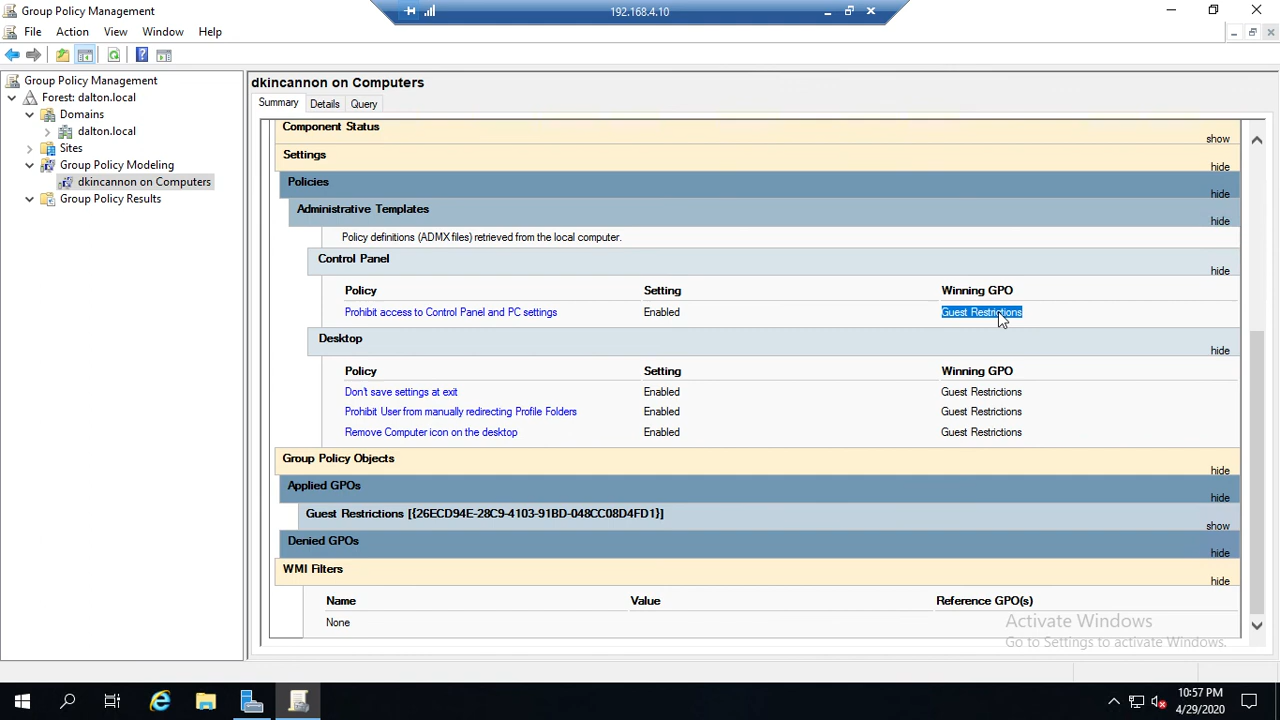 Group Policy Management
192.168.4.10
File Action View Window Help
Group Policy Management
Forest: dalton.local
Domains
dalton.local
Sites
Group Policy Modeling
dkincannon on Computers
Group Policy Results
dkincannon on Computers
Summary Details Query
Component Status show
Settings hide
Policies hide
Administrative Templates hide
Policy definitions (ADMX files) retrieved from the local computer.
Control Panel hide
Policy Setting Winning GPO
Prohibit access to Control Panel and PC settings Enabled Guest Restrictions
Desktop hide
Policy Setting Winning GPO
Don't save settings at exit Enabled Guest Restrictions
Prohibit User from manually redirecting Profile Folders Enabled Guest Restrictions
Remove Computer icon on the desktop Enabled Guest Restrictions
Group Policy Objects hide
Applied GPOs hide
Guest Restrictions [{26ECD94E-28C9-4103-91BD-048CC08D4FD1}] show
Denied GPOs hide
WMI Filters hide
Name Value Reference GPO(s)
None
Activate Windows
Go to Settings to activate Windows.
10:57 PM
4/29/2020